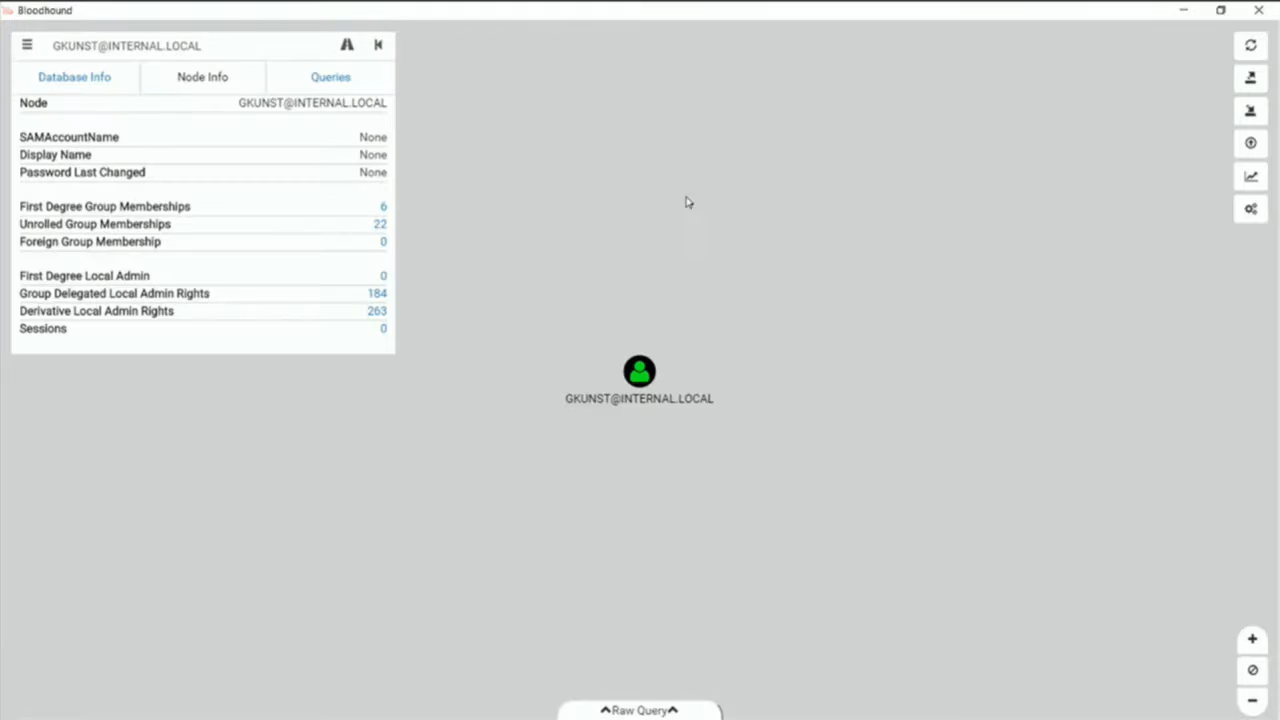 Bloodhound
GKUNST@INTERNAL.LOCAL
Database Info Node Info Queries
Node GKUNST@INTERNAL.LOCAL
SAMAccountName None
Display Name None
Password Last Changed None
First Degree Group Memberships 6
Unrolled Group Memberships 22
Foreign Group Membership 0
First Degree Local Admin 0
Group Delegated Local Admin Rights 184
Derivative Local Admin Rights 263
Sessions 0
GKUNST@INTERNAL.LOCAL
Raw Query